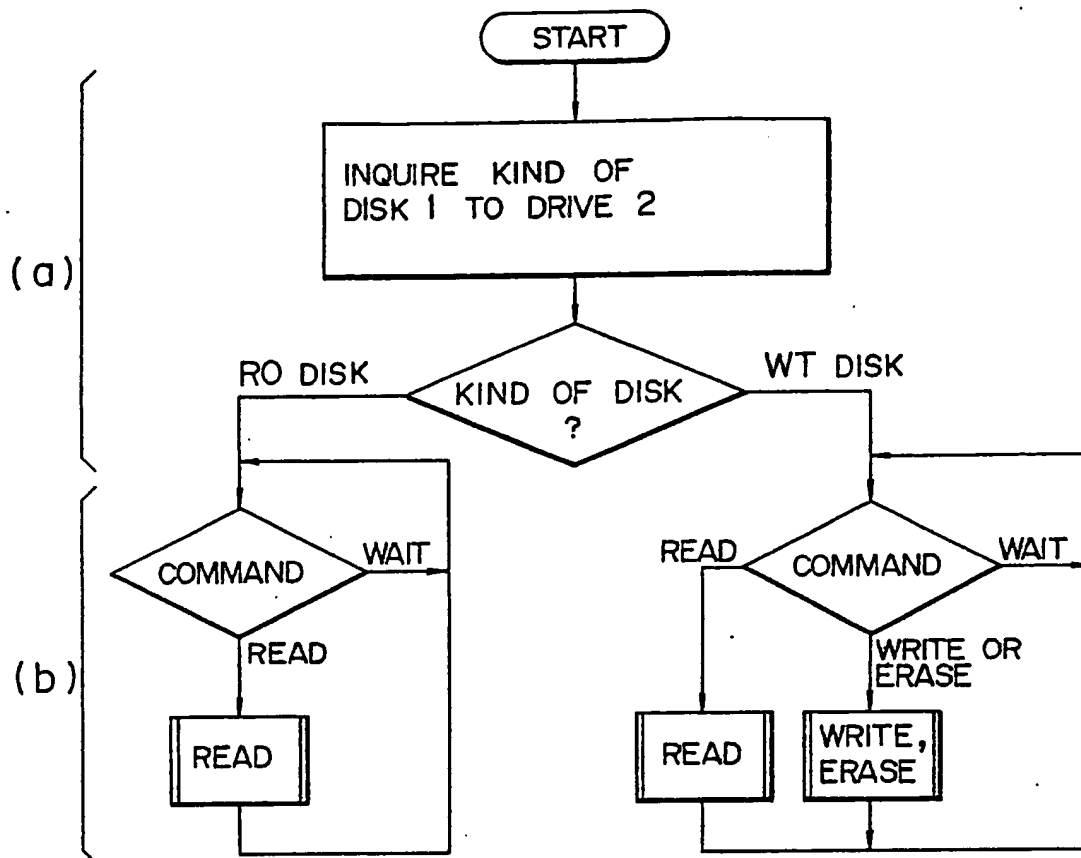 START
(a)
INQUIRE KIND OF
DISK 1 TO DRIVE 2
RO DISK
KIND OF DISK
?
WT DISK
(b)
COMMAND
WAIT
READ
READ
READ
COMMAND
WAIT
WRITE OR
ERASE
READ
WRITE,
ERASE